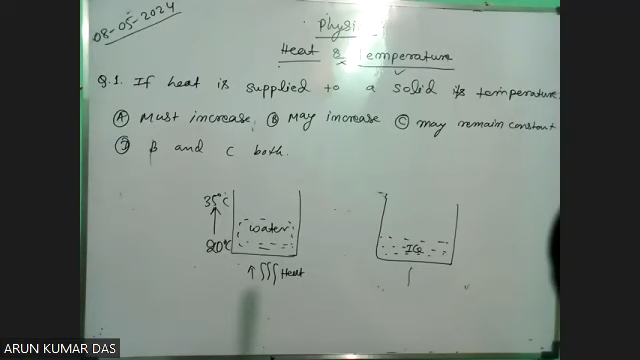 08-05-2024
Physi
Heat & Temperature
Q.1. If heat is supplied to a solid its temperature
(A) Must increase, (B) May increase (C) may remain constant
(D) B and C both.
35°C
Water
20°C
Heat
ARUN KUMAR DAS